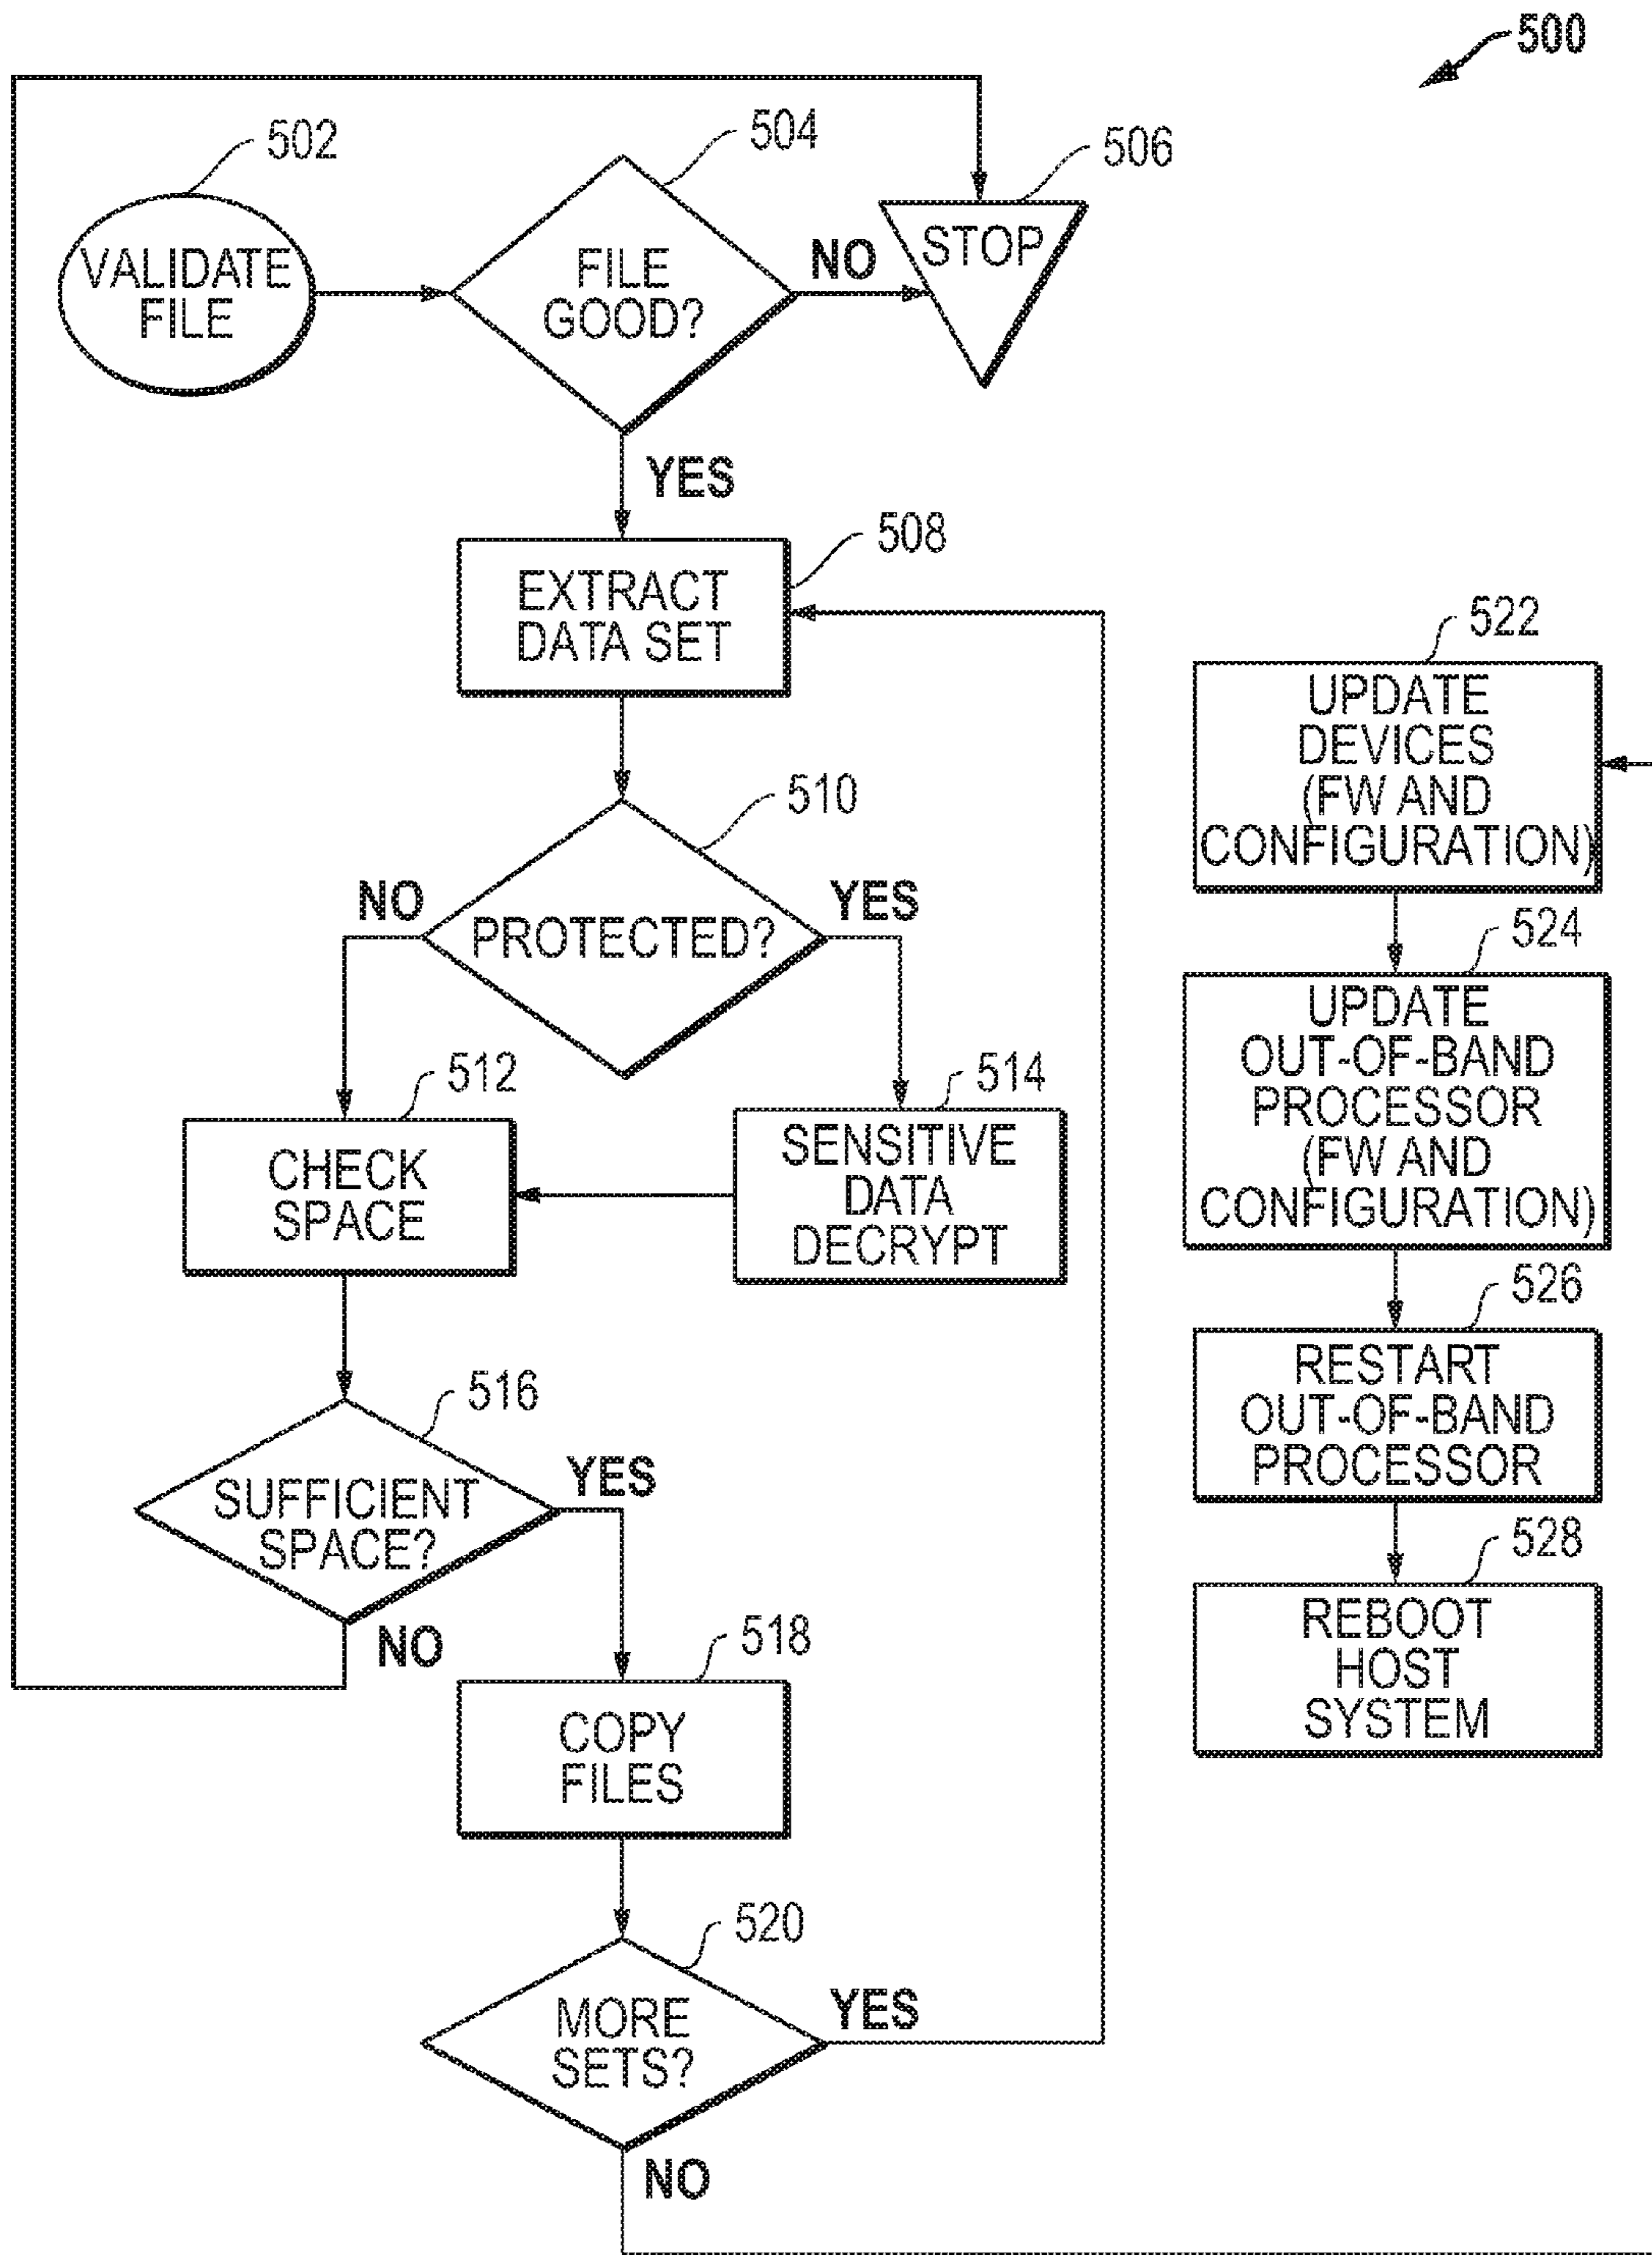 500
502
VALIDATE
FILE
504
FILE
GOOD?
NO
506
STOP
YES
508
EXTRACT
DATA SET
510
NO
PROTECTED?
YES
512
CHECK
SPACE
514
SENSITIVE
DATA
DECRYPT
516
SUFFICIENT
SPACE?
YES
NO
518
COPY
FILES
520
MORE
SETS?
YES
NO
522
UPDATE
DEVICES
(FW AND
CONFIGURATION)
524
UPDATE
OUT-OF-BAND
PROCESSOR
(FW AND
CONFIGURATION)
526
RESTART
OUT-OF-BAND
PROCESSOR
528
REBOOT
HOST
SYSTEM